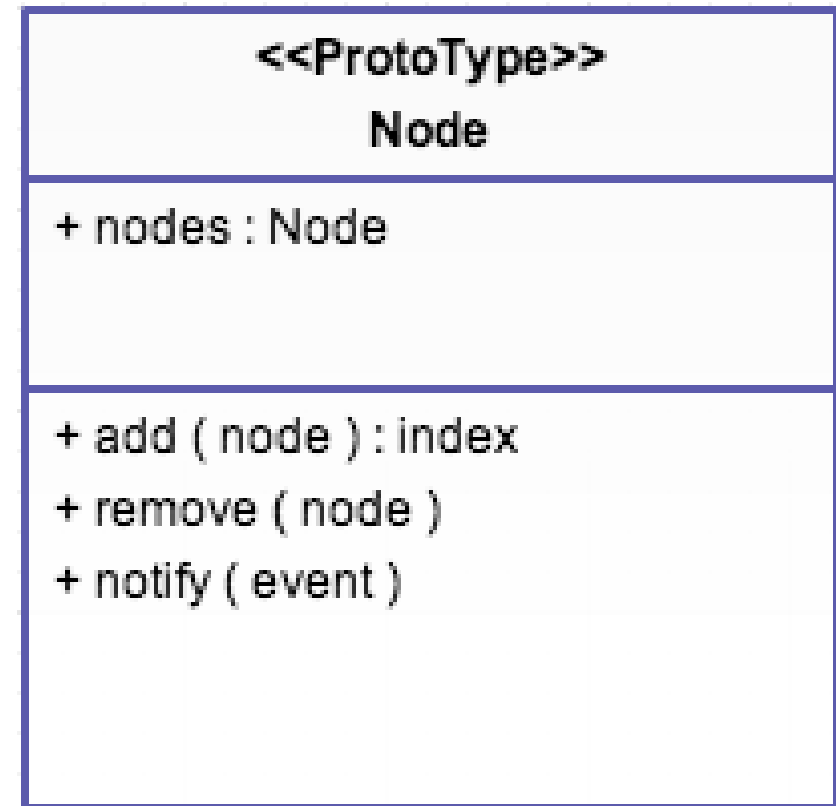 <<ProtoType>>
Node
+ nodes : Node
+ add ( node ) : index
+ remove ( node )
+ notify ( event )